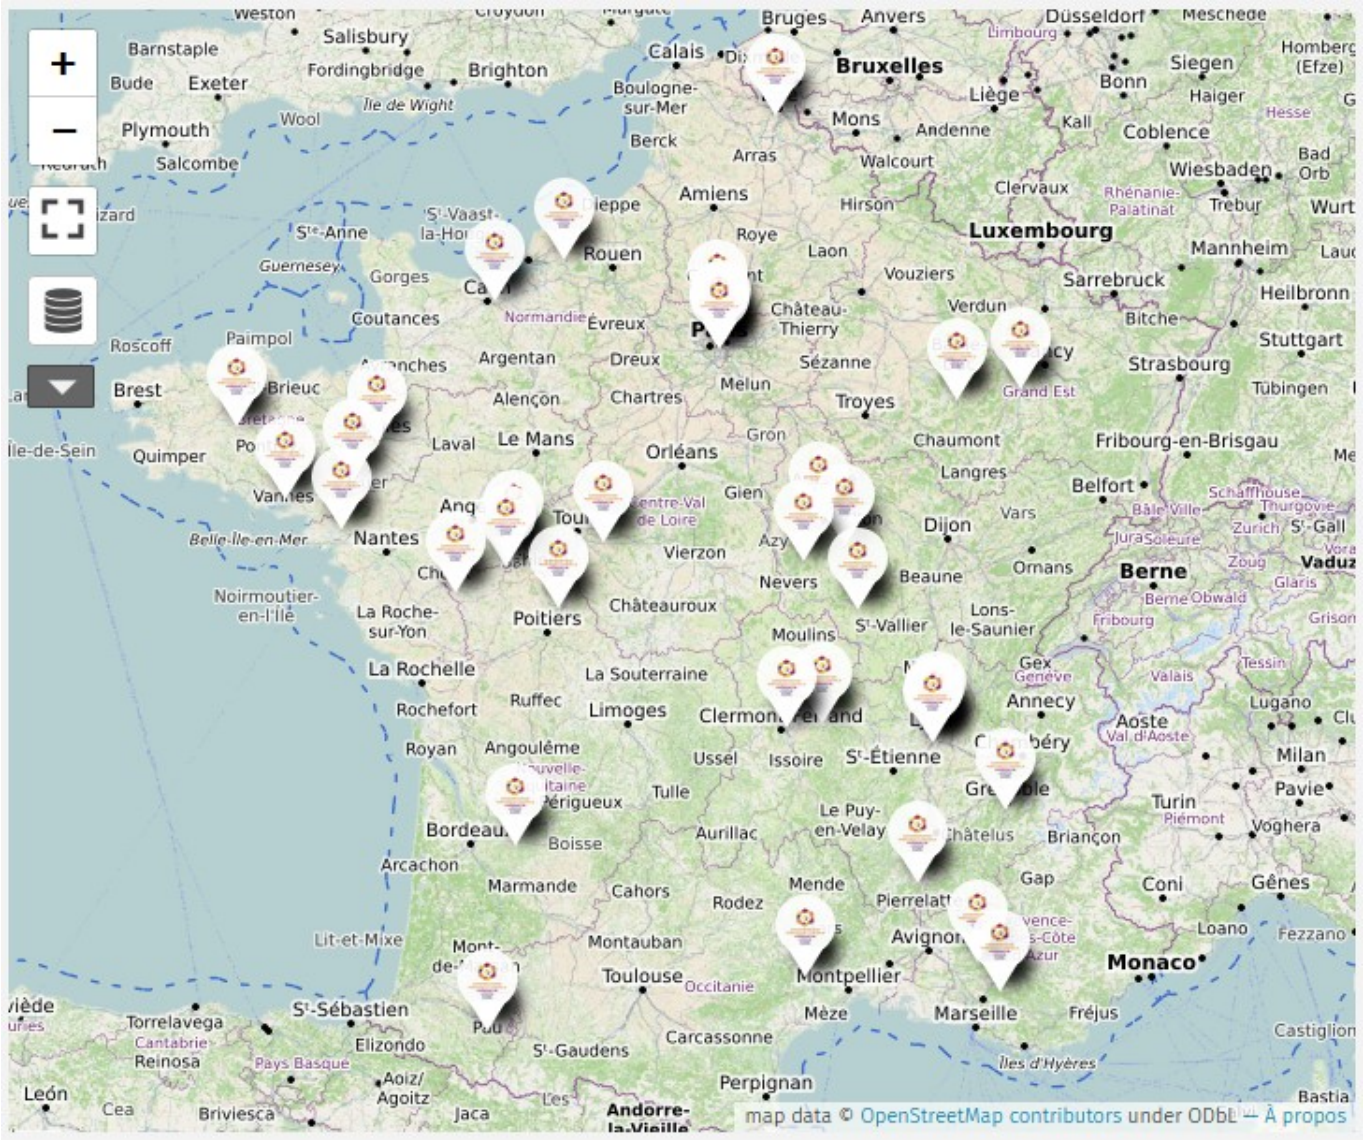 Weston
Croydon
Bruges
Anvers
Düsseldorf
Meschede
Salisbury
Limbourg
Barnstaple
Calais
Homberg
(Efze)
+
Fordingbridge
Brighton
Bruxelles
Siegen
Bude
Exeter
Boulogne-
sur-Mer
Liège
Bonn
Haiger
Île de Wight
Hesse
−
Wool
Mons
Kall
Plymouth
Andenne
Coblence
Berck
Salcombe
Arras
Walcourt
Wiesbaden
Bad
Orb
Amiens
Clervaux
Rhénanie-
Palatinat
Hirson
Trebur
Wurt
Dieppe
Sᵗ-Vaast-
Sᵗᵉ-Anne
Roye
Luxembourg
Mannheim
Rouen
Laon
Guernesey
Gorges
Vouziers
Sarrebruck
Heilbronn
Coutances
Normandie
Évreux
Château-
Thierry
Verdun
Bitche
Roscoff
Paimpol
Stuttgart
Argentan
Dreux
Sézanne
Strasbourg
Brest
Melun
Grand Est
Tübingen
Alençon
Chartres
Troyes
Île-de-Sein
Quimper
Laval
Le Mans
Gron
Chaumont
Fribourg-en-Brisgau
Orléans
Langres
Vannes
Gien
Belfort
Schaffhouse
Thurgovie
Centre-Val
de Loire
Vars
Bâle Ville
Dijon
Zurich
Sᵗ-Gall
Belle-Île-en-Mer
Nantes
Jura
Soleure
Vierzon
Ornans
Zoug
Vaduz
Nevers
Beaune
Berne
Glaris
Noirmoutier-
en-l'Île
Châteauroux
Berne
Obwald
La Roche-
sur-Yon
Poitiers
Lons-
le-Saunier
Fribourg
Sᵗ-Vallier
Moulins
La Rochelle
La Souterraine
Gex
Genève
Tessin
Valais
Ruffec
Rochefort
Limoges
Clermont-Ferrand
Annecy
Lugano
Aoste
Val d'Aoste
Royan
Angoulême
Ussel
Issoire
Sᵗ-Étienne
Milan
Périgueux
Tulle
Pavie
Turin
Piémont
Le Puy-
en-Velay
Bordeaux
Boisse
Aurillac
Châtelus
Briançon
Voghera
Arcachon
Marmande
Cahors
Mende
Gap
Coni
Gênes
Rodez
Pierrelatte
Lit-et-Mixe
Montauban
Avignon
Loano
Fezzano
Mont-
Monaco
Toulouse
Occitanie
Montpellier
Sᵗ-Sébastien
Mèze
Marseille
Fréjus
Torrelavega
Cantabrie
Reinosa
Pau
Elizondo
Pays Basque
Sᵗ-Gaudens
Carcassonne
Castiglion
Îles d'Hyères
León
Aoiz/
Agoitz
Perpignan
Cea
Briviesca
Jaca
Les
Andorre-
la-Vieille
Bastia
map data © OpenStreetMap contributors under ODbL — À propos